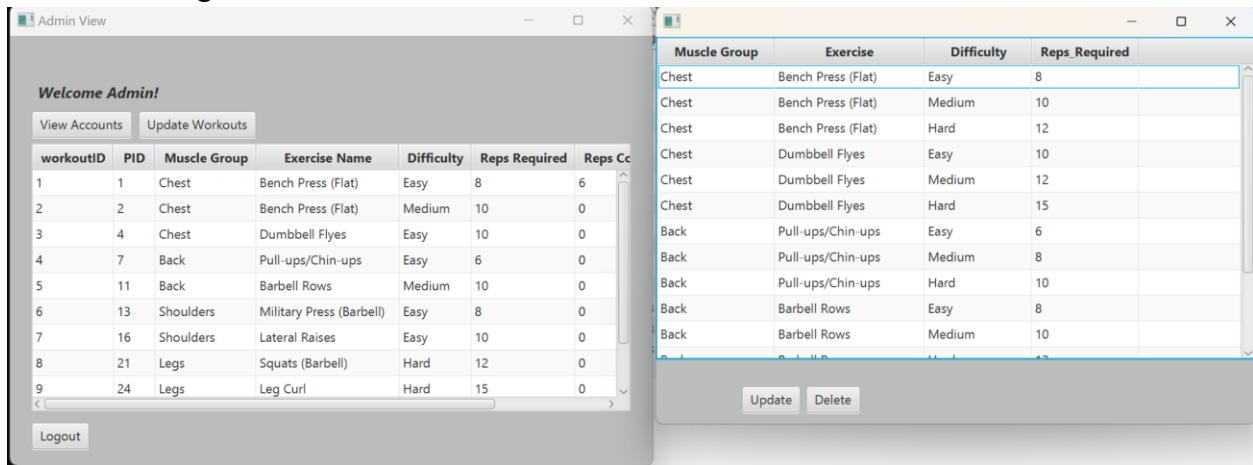 Admin View
Welcome Admin!
View Accounts Update Workouts
workoutID PID Muscle Group Exercise Name Difficulty Reps Required Reps Cc
1 1 Chest Bench Press (Flat) Easy 8 6
2 2 Chest Bench Press (Flat) Medium 10 0
3 4 Chest Dumbbell Flyes Easy 10 0
4 7 Back Pull-ups/Chin-ups Easy 6 0
5 11 Back Barbell Rows Medium 10 0
6 13 Shoulders Military Press (Barbell) Easy 8 0
7 16 Shoulders Lateral Raises Easy 10 0
8 21 Legs Squats (Barbell) Hard 12 0
9 24 Legs Leg Curl Hard 15 0
Logout
Muscle Group Exercise Difficulty Reps_Required
Chest Bench Press (Flat) Easy 8
Chest Bench Press (Flat) Medium 10
Chest Bench Press (Flat) Hard 12
Chest Dumbbell Flyes Easy 10
Chest Dumbbell Flyes Medium 12
Chest Dumbbell Flyes Hard 15
Back Pull-ups/Chin-ups Easy 6
Back Pull-ups/Chin-ups Medium 8
Back Pull-ups/Chin-ups Hard 10
Back Barbell Rows Easy 8
Back Barbell Rows Medium 10
Update Delete